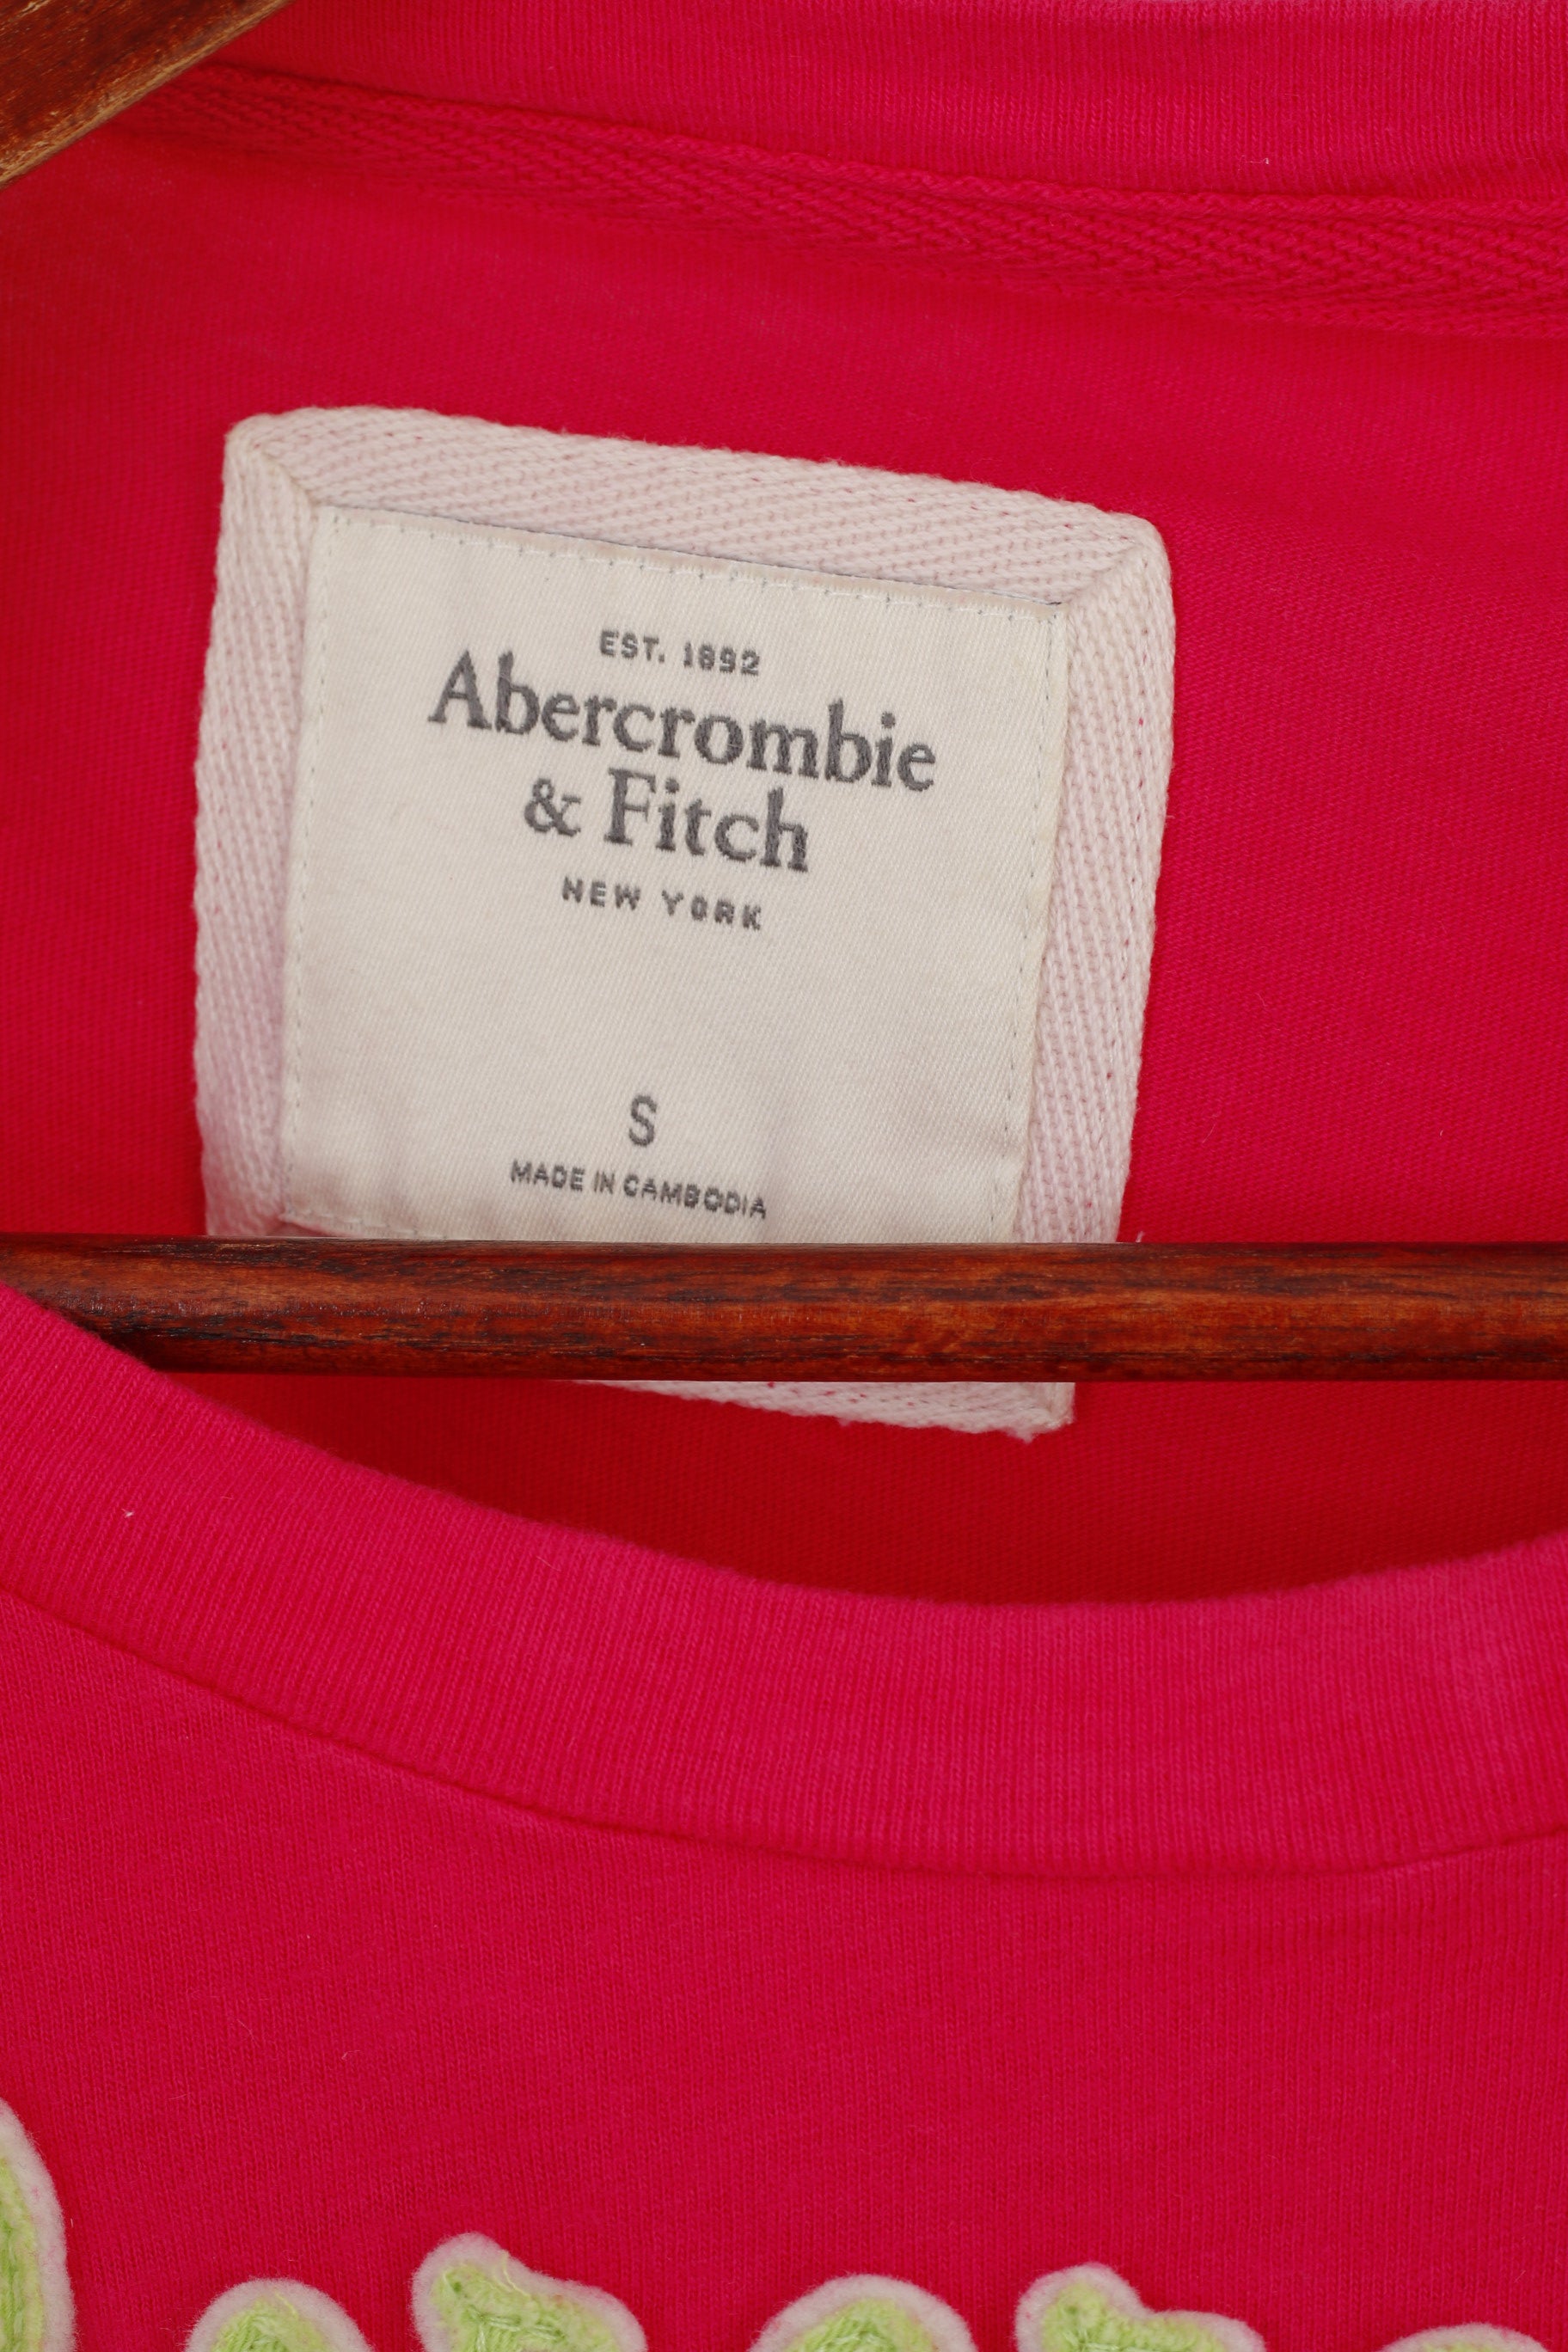 EST. 1892
Abercrombie
& Fitch
NEW YORK
S
MADE IN CAMBODIA